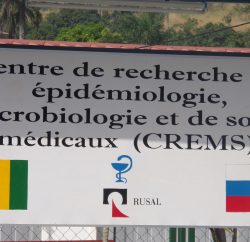 entre de recherche
épidémiologie,
crobiologie et de so
médicaux (CREMS)
RUSAL